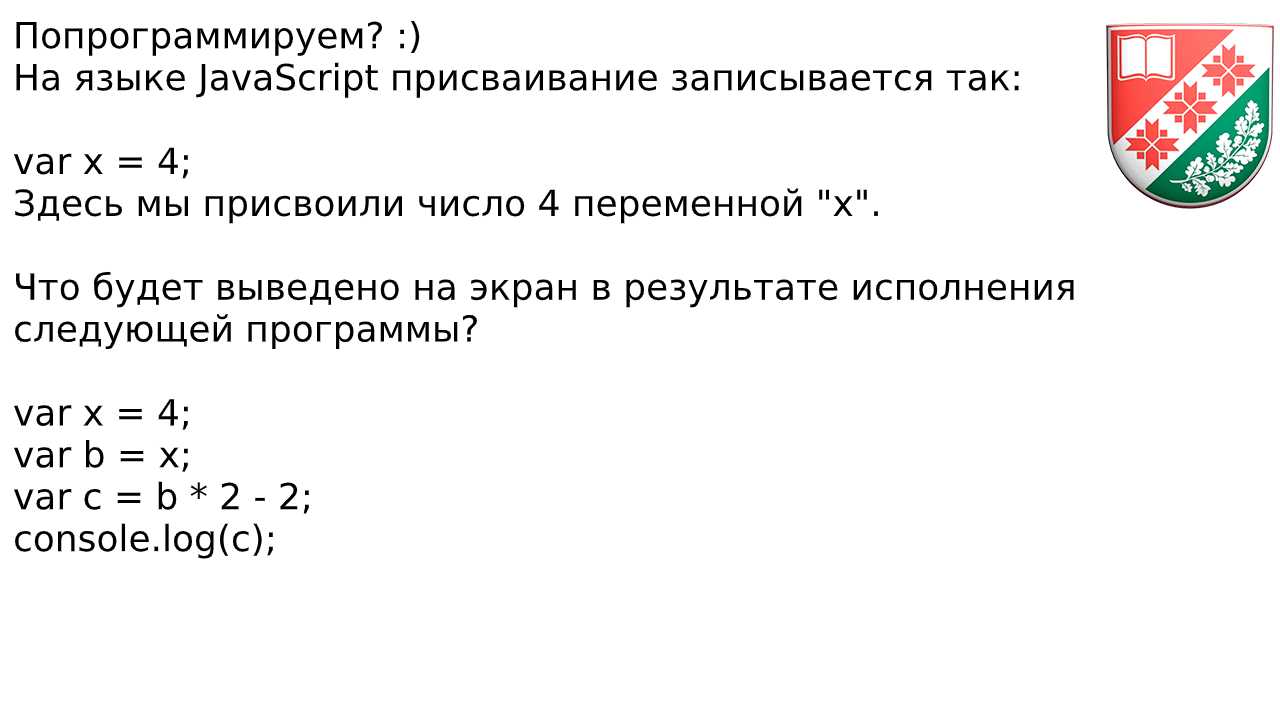 Попрограммируем? :)
На языке JavaScript присваивание записывается так:
var x = 4;
Здесь мы присвоили число 4 переменной "x".
Что будет выведено на экран в результате исполнения
следующей программы?
var x = 4;
var b = x;
var c = b * 2 - 2;
console.log(c);